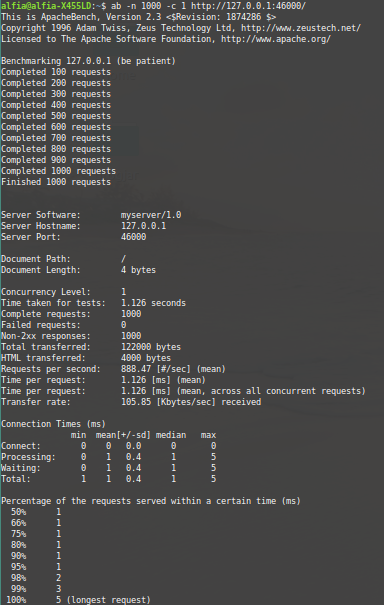 alfia@alfia-X455LD:~$ ab -n 1000 -c 1 http://127.0.0.1:46000/
This is ApacheBench, Version 2.3 <$Revision: 1874286 $>
Copyright 1996 Adam Twiss, Zeus Technology Ltd, http://www.zeustech.net/
Licensed to The Apache Software Foundation, http://www.apache.org/

Benchmarking 127.0.0.1 (be patient)
Completed 100 requests
Completed 200 requests
Completed 300 requests
Completed 400 requests
Completed 500 requests
Completed 600 requests
Completed 700 requests
Completed 800 requests
Completed 900 requests
Completed 1000 requests
Finished 1000 requests


Server Software:        myserver/1.0
Server Hostname:        127.0.0.1
Server Port:            46000

Document Path:          /
Document Length:        4 bytes

Concurrency Level:      1
Time taken for tests:   1.126 seconds
Complete requests:      1000
Failed requests:        0
Non-2xx responses:      1000
Total transferred:      122000 bytes
HTML transferred:       4000 bytes
Requests per second:    888.47 [#/sec] (mean)
Time per request:       1.126 [ms] (mean)
Time per request:       1.126 [ms] (mean, across all concurrent requests)
Transfer rate:          105.85 [Kbytes/sec] received

Connection Times (ms)
              min  mean[+/-sd] median   max
Connect:        0    0   0.0      0       0
Processing:     0    1   0.4      1       5
Waiting:        0    1   0.4      1       5
Total:          1    1   0.4      1       5

Percentage of the requests served within a certain time (ms)
  50%      1
  66%      1
  75%      1
  80%      1
  90%      1
  95%      1
  98%      2
  99%      3
 100%      5 (longest request)